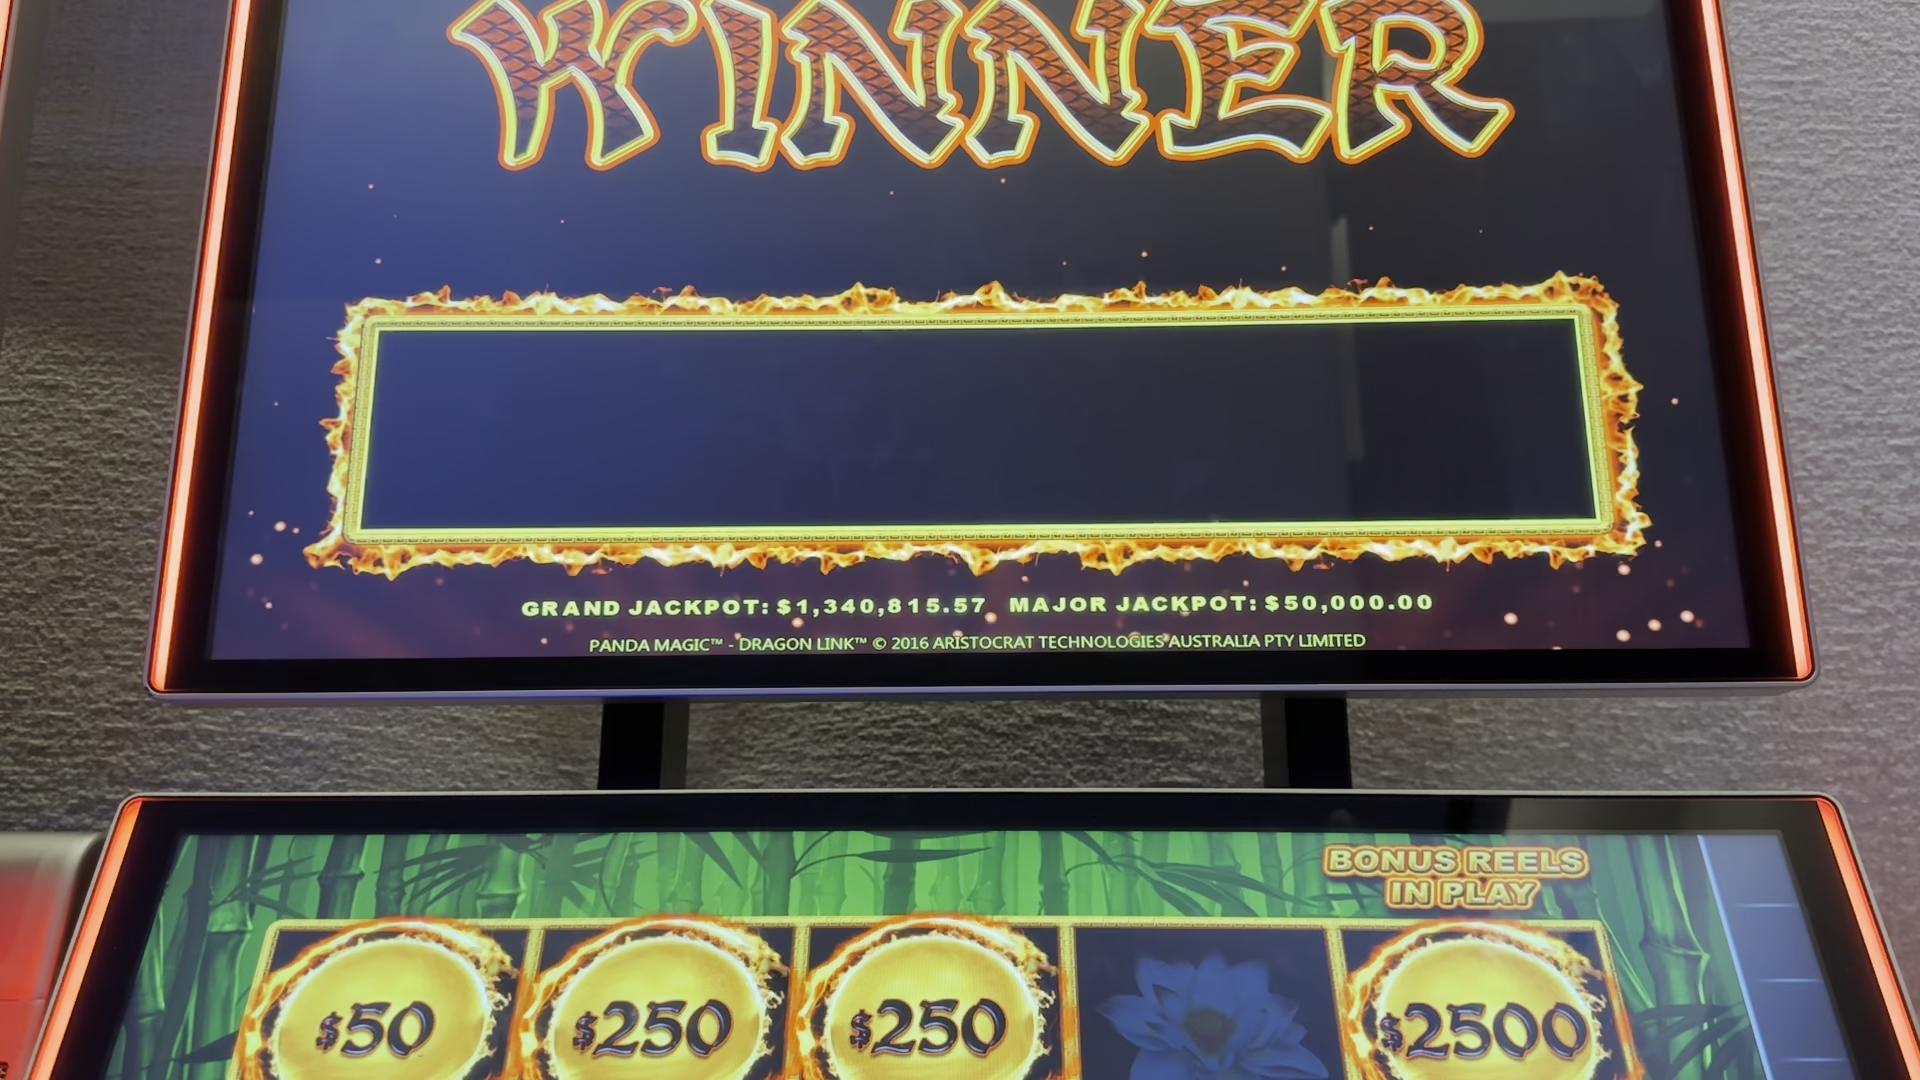 WINNER
GRAND JACKPOT: $1,340,815.57 MAJOR JACKPOT: $50,000.00
PANDA MAGIC™ - DRAGON LINK™ © 2016 ARISTOCRAT TECHNOLOGIES AUSTRALIA PTY LIMITED
BONUS REELS
IN PLAY
$50 $250 $250 $2500